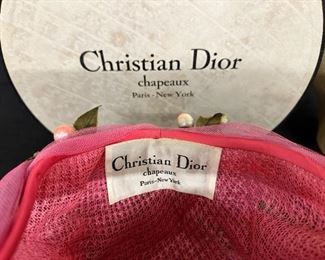 Christian Dior
chapeaux
Paris - New York
Christian Dior
chapeaux
Paris-New York